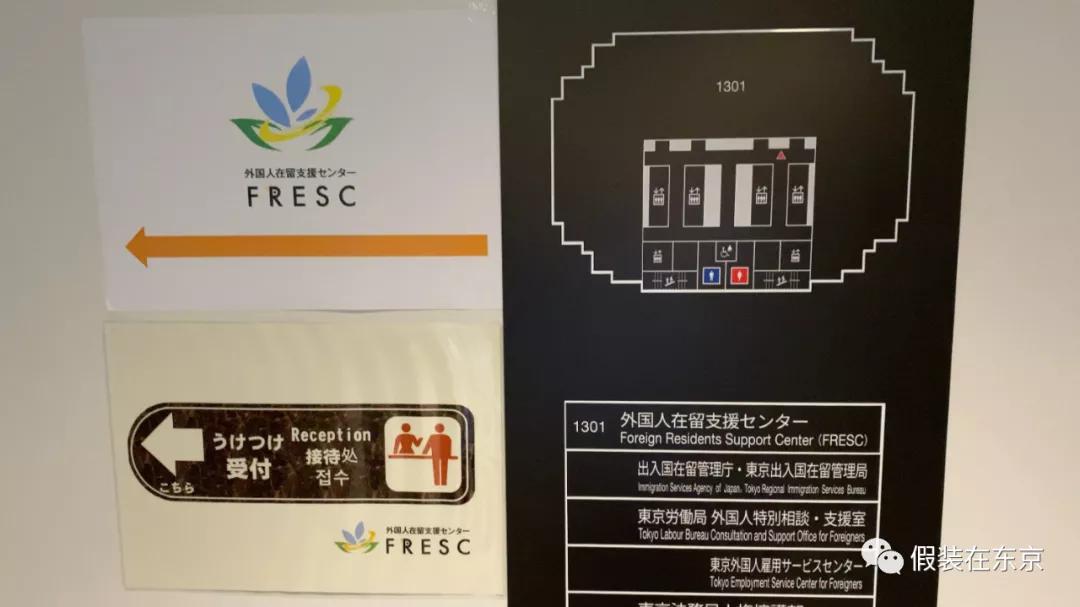 外国人在留支援センター
FRESC
うけつけ
受付
こちら
Reception
接待处
접수
外国人在留支援センター
FRESC
1301
1301 外国人在留支援センター
Foreign Residents Support Center (FRESC)
出入国在留管理庁・東京出入国在留管理局
Immigration Services Agency of Japan, Tokyo Regional Immigration Services Bureau
東京労働局 外国人特別相談・支援室
Tokyo Labour Bureau Consultation and Support Office for Foreigners
東京外国人雇用サービスセンター
Tokyo Employment Service Center for Foreigners
假装在东京